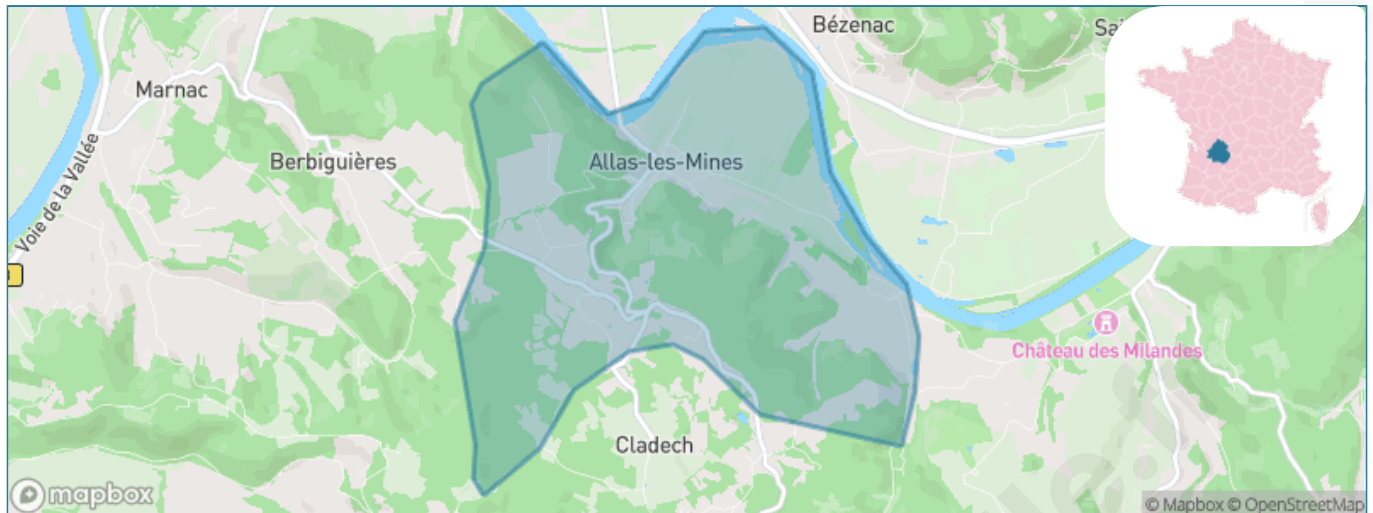 Bézenac
Marnac
Berbiguières
Allas-les-Mines
Voie de la Vallée
Château des Milandes
Cladech
mapbox
© Mapbox © OpenStreetMap